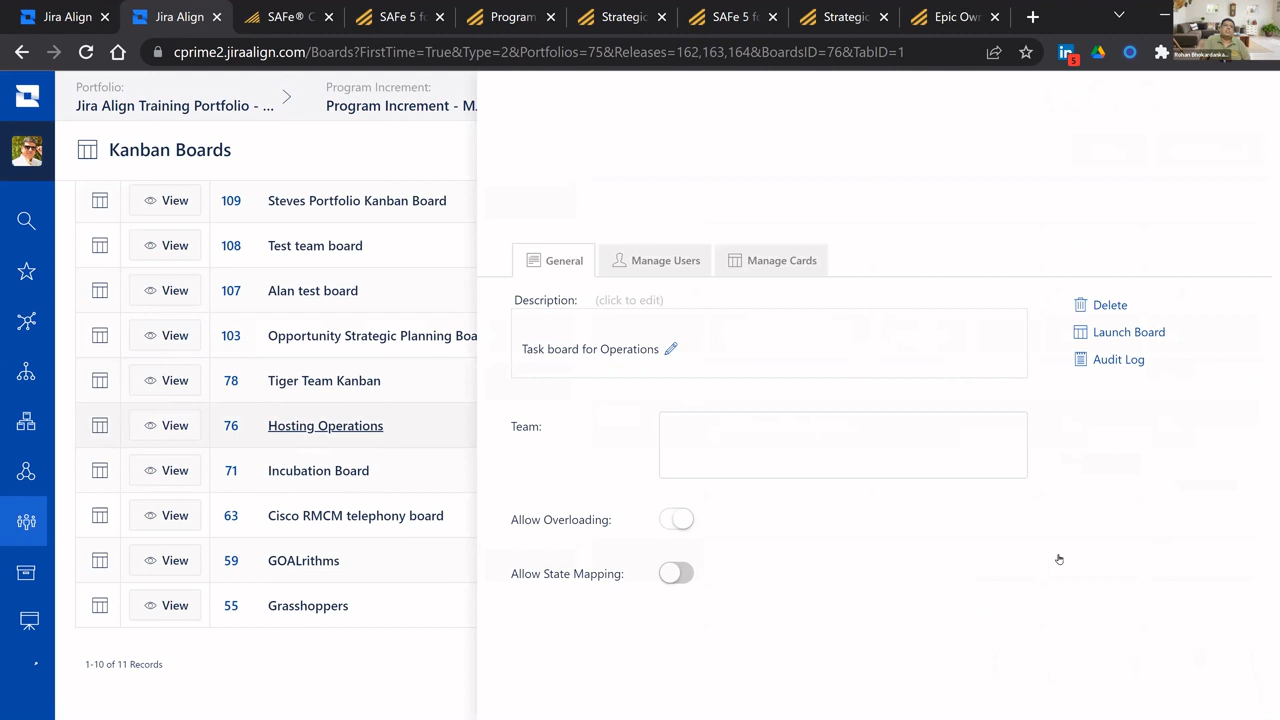 Jira Align
Jira Align
SAFe® C
SAFe 5 f
Program
Strategic
SAFe 5 f
Strategic
Epic Ow
cprime2.jiraalign.com/Boards?FirstTime=True&Type=2&Portfolios=75&Releases=162,163,164&BoardsID=76&TabID=1
5
Portfolio:
Jira Align Training Portfolio - ...
Program Increment:
Program Increment - M.
Kanban Boards
View 109 Steves Portfolio Kanban Board
View 108 Test team board
View 107 Alan test board
View 103 Opportunity Strategic Planning Boa
View 78 Tiger Team Kanban
View 76 Hosting Operations
View 71 Incubation Board
View 63 Cisco RMCM telephony board
View 59 GOALrithms
View 55 Grasshoppers
1-10 of 11 Records
General
Manage Users
Manage Cards
Description: (click to edit)
Task board for Operations
Delete
Launch Board
Audit Log
Team:
Allow Overloading:
Allow State Mapping: